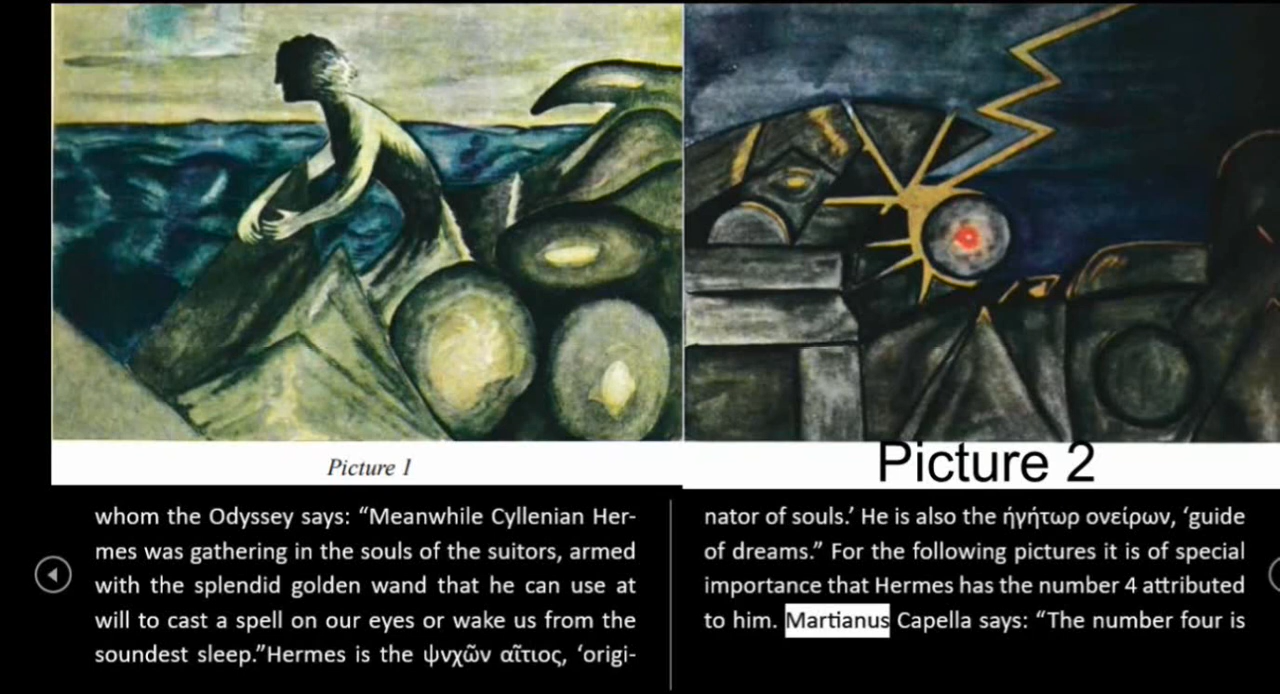 Picture 1
Picture 2
whom the Odyssey says: “Meanwhile Cyllenian Her-
mes was gathering in the souls of the suitors, armed
with the splendid golden wand that he can use at
will to cast a spell on our eyes or wake us from the
soundest sleep.”Hermes is the ψνχῶν αἴτιος, ‘origi-
nator of souls.’ He is also the ἡγήτωρ ονείρων, ‘guide
of dreams.” For the following pictures it is of special
importance that Hermes has the number 4 attributed
to him. Martianus Capella says: “The number four is